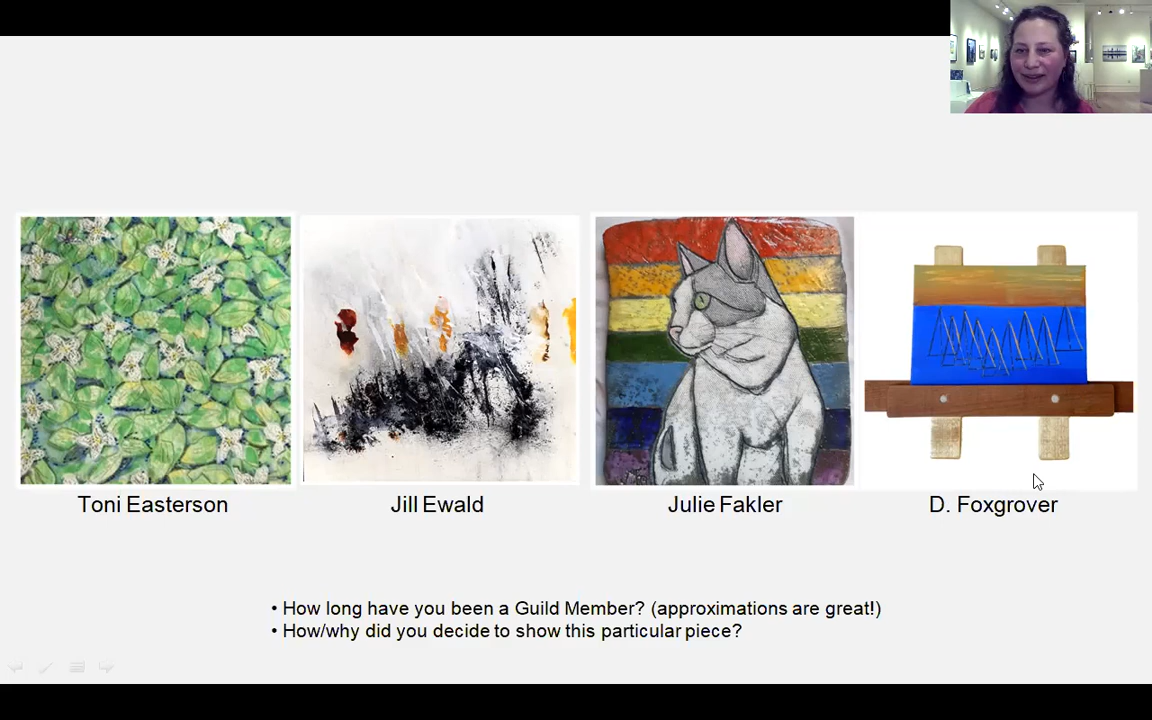 Toni Easterson
Jill Ewald
Julie Fakler
D. Foxgrover
• How long have you been a Guild Member? (approximations are great!)
• How/why did you decide to show this particular piece?